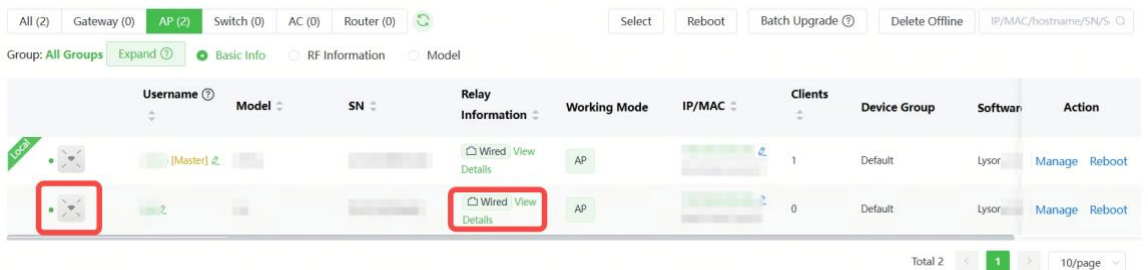 All (2) Gateway (0) AP (2) Switch (0) AC (0) Router (0) Select Reboot Batch Upgrade ? Delete Offline IP/MAC/hostname/SN/S
Group: All Groups Expand ? Basic Info RF Information Model
Username ? Model SN Relay Information Working Mode IP/MAC Clients Device Group Softwar Action
Local [Master] Wired View Details AP 1 Default Lysor Manage Reboot
Wired View Details AP 0 Default Lysor Manage Reboot
Total 2 < 1 > 10/page